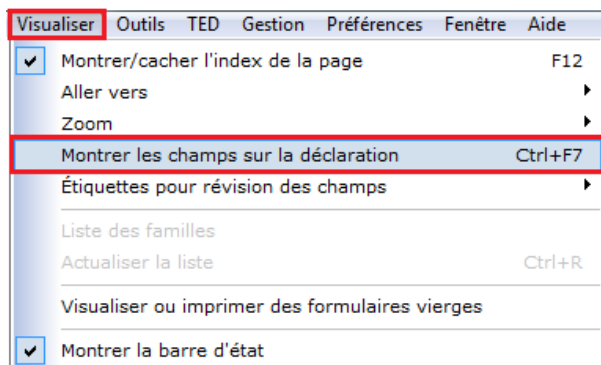 Visualiser Outils TED Gestion Préférences Fenêtre Aide
Montrer/cacher l'index de la page F12
Aller vers
Zoom
Montrer les champs sur la déclaration Ctrl+F7
Étiquettes pour révision des champs
Liste des familles
Actualiser la liste Ctrl+R
Visualiser ou imprimer des formulaires vierges
Montrer la barre d'état